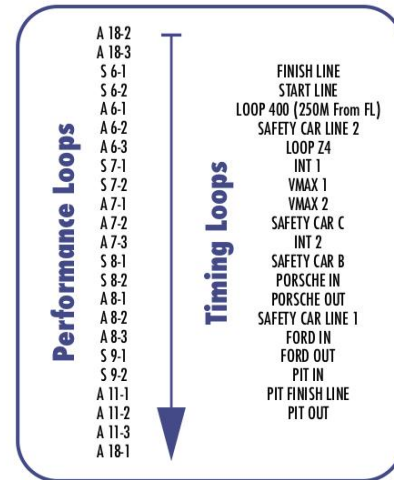 Performance Loops
A 18-2
A 18-3
S 6-1
S 6-2
A 6-1
A 6-2
A 6-3
S 7-1
S 7-2
A 7-1
A 7-2
A 7-3
S 8-1
S 8-2
A 8-1
A 8-2
A 8-3
S 9-1
S 9-2
A 11-1
A 11-2
A 11-3
A 18-1
Timing Loops
FINISH LINE
START LINE
LOOP 400 (250M From FL)
SAFETY CAR LINE 2
LOOP Z4
INT 1
VMAX 1
VMAX 2
SAFETY CAR C
INT 2
SAFETY CAR B
PORSCHE IN
PORSCHE OUT
SAFETY CAR LINE 1
FORD IN
FORD OUT
PIT IN
PIT FINISH LINE
PIT OUT